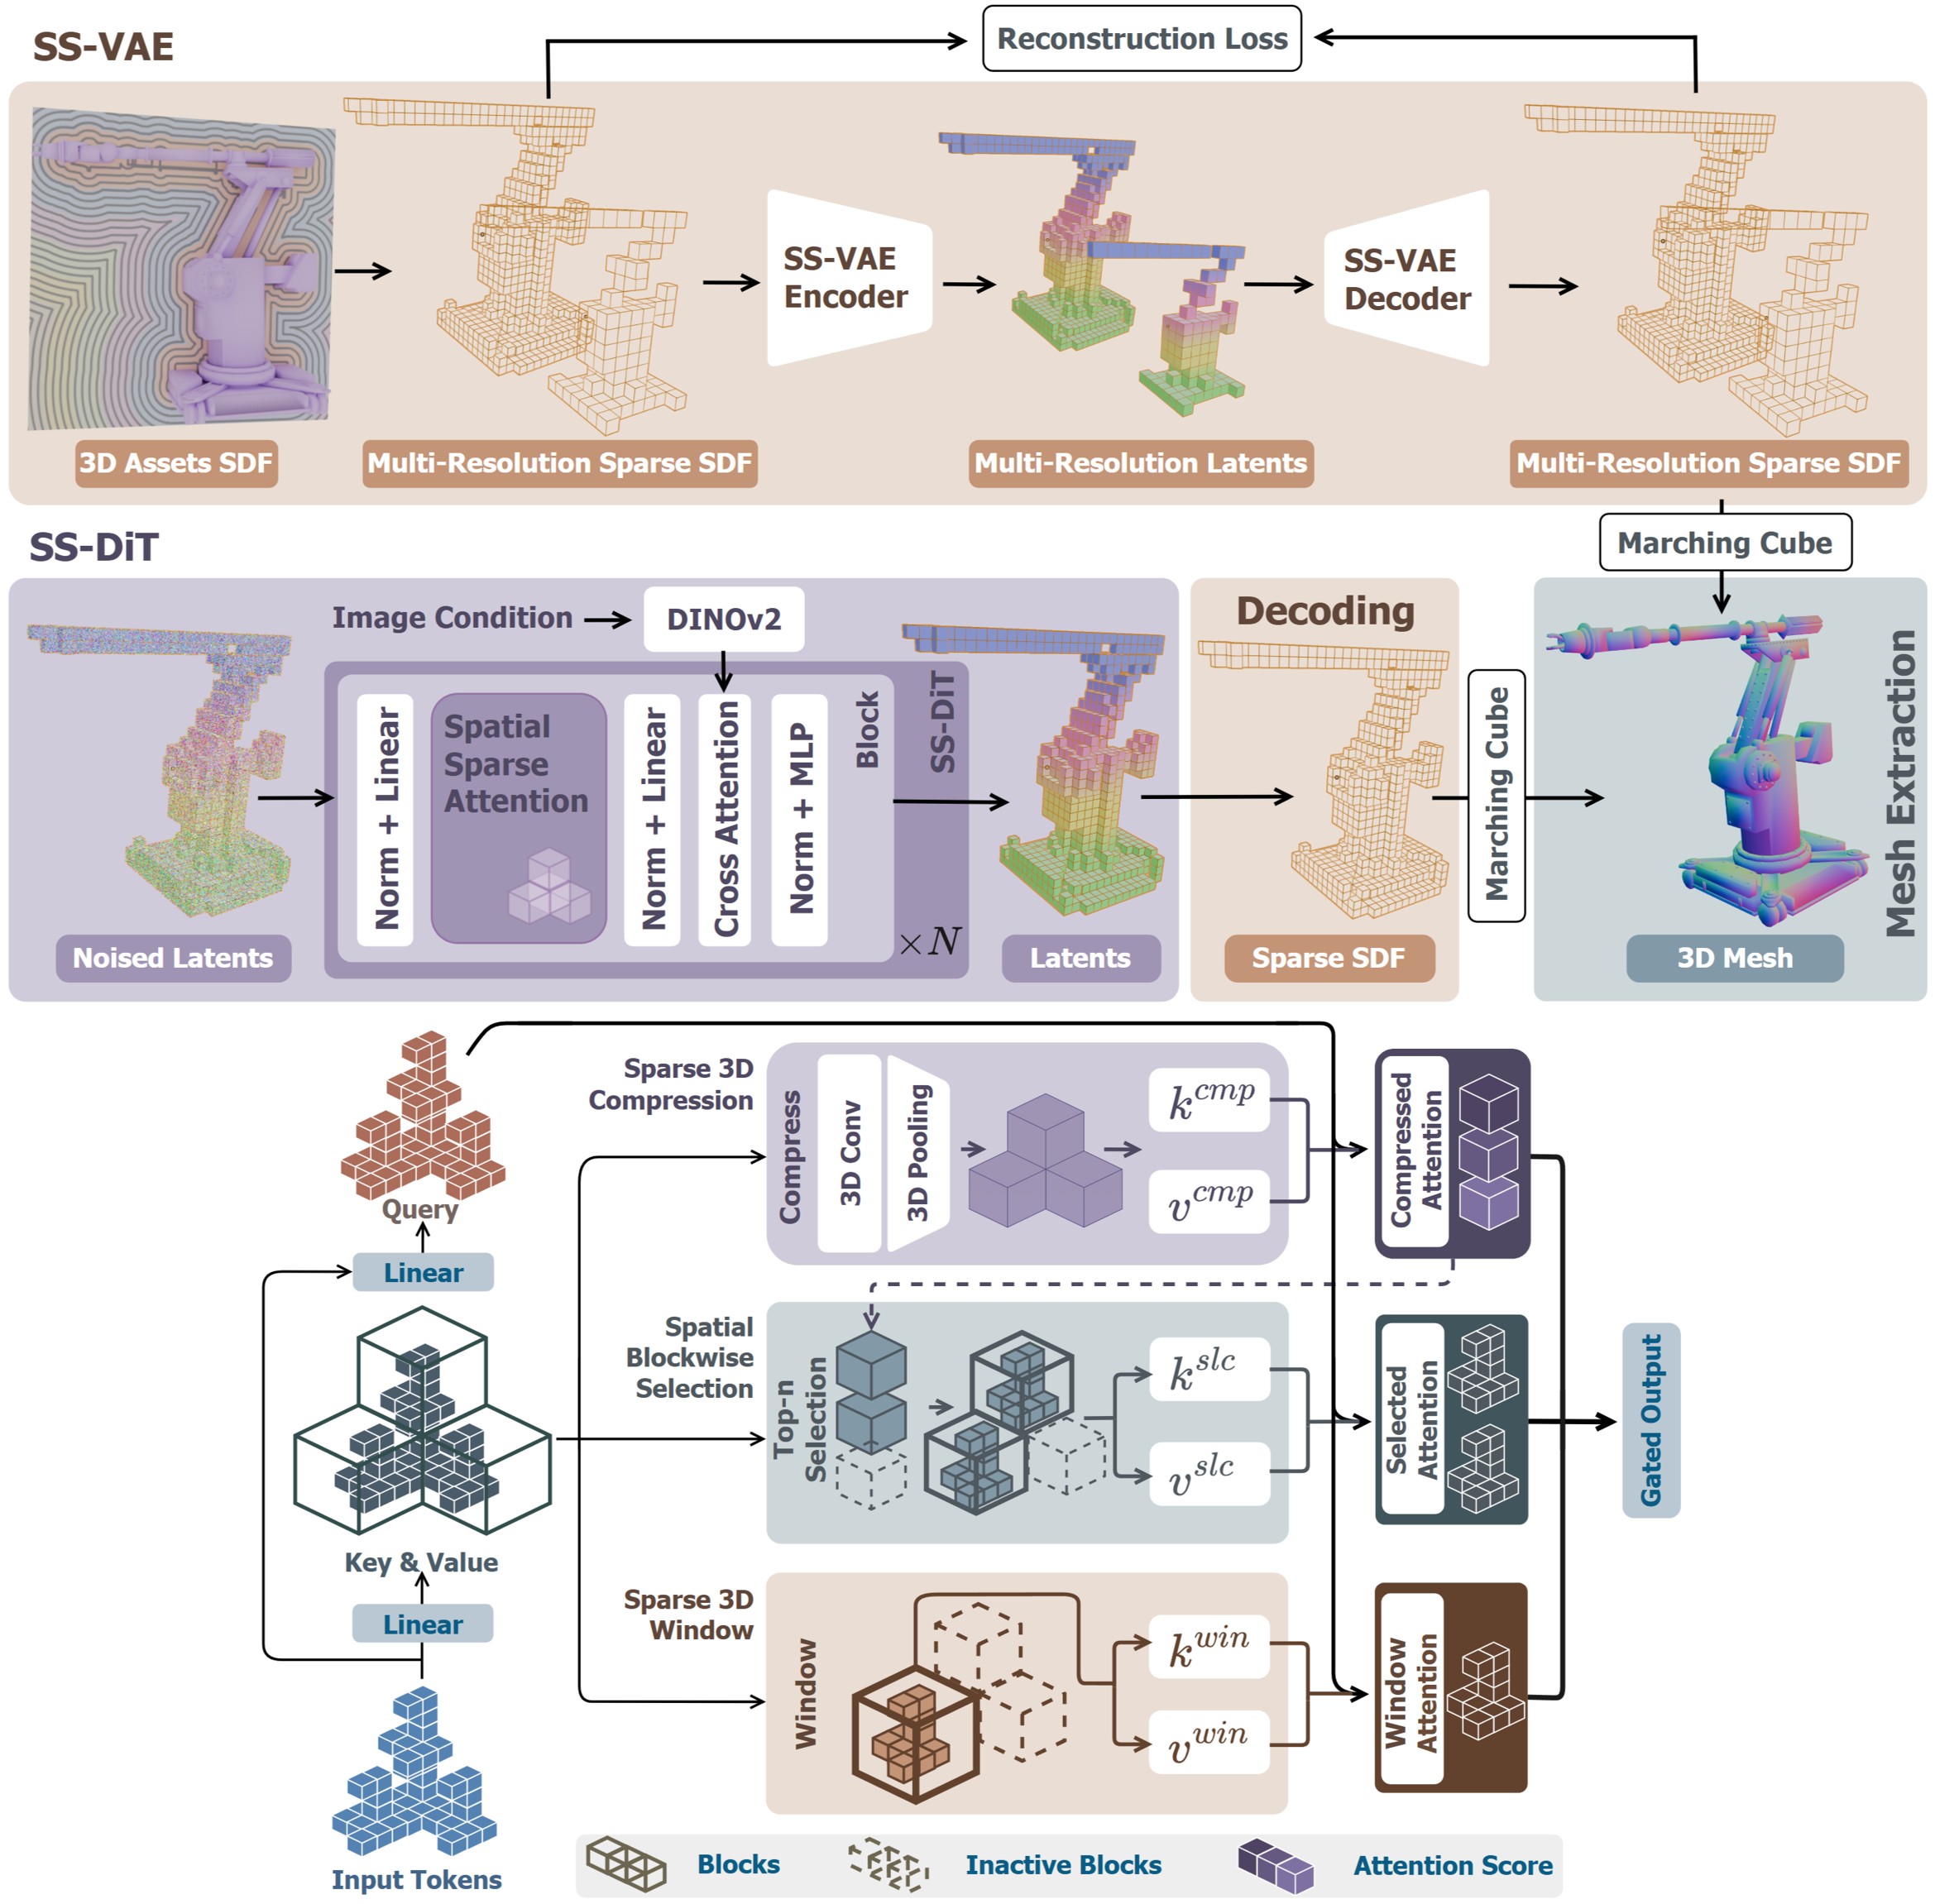 SS-VAE
Reconstruction Loss
SS-VAE
Encoder
SS-VAE
Decoder
3D Assets SDF
Multi-Resolution Sparse SDF
Multi-Resolution Latents
Multi-Resolution Sparse SDF
Marching Cube
SS-DiT
Image Condition
DINOv2
Norm + Linear
Spatial
Sparse
Attention
Norm + Linear
Cross Attention
Norm + MLP
Block
SS-DiT
×N
Noised Latents
Latents
Decoding
Sparse SDF
Marching Cube
Mesh Extraction
3D Mesh
Query
Linear
Key & Value
Linear
Input Tokens
Sparse 3D
Compression
Compress
3D Conv
3D Pooling
k^{cmp}
v^{cmp}
Compressed
Attention
Spatial
Blockwise
Selection
Top-n
Selection
k^{slc}
v^{slc}
Selected
Attention
Gated Output
Sparse 3D
Window
Window
k^{win}
v^{win}
Window
Attention
Blocks
Inactive Blocks
Attention Score